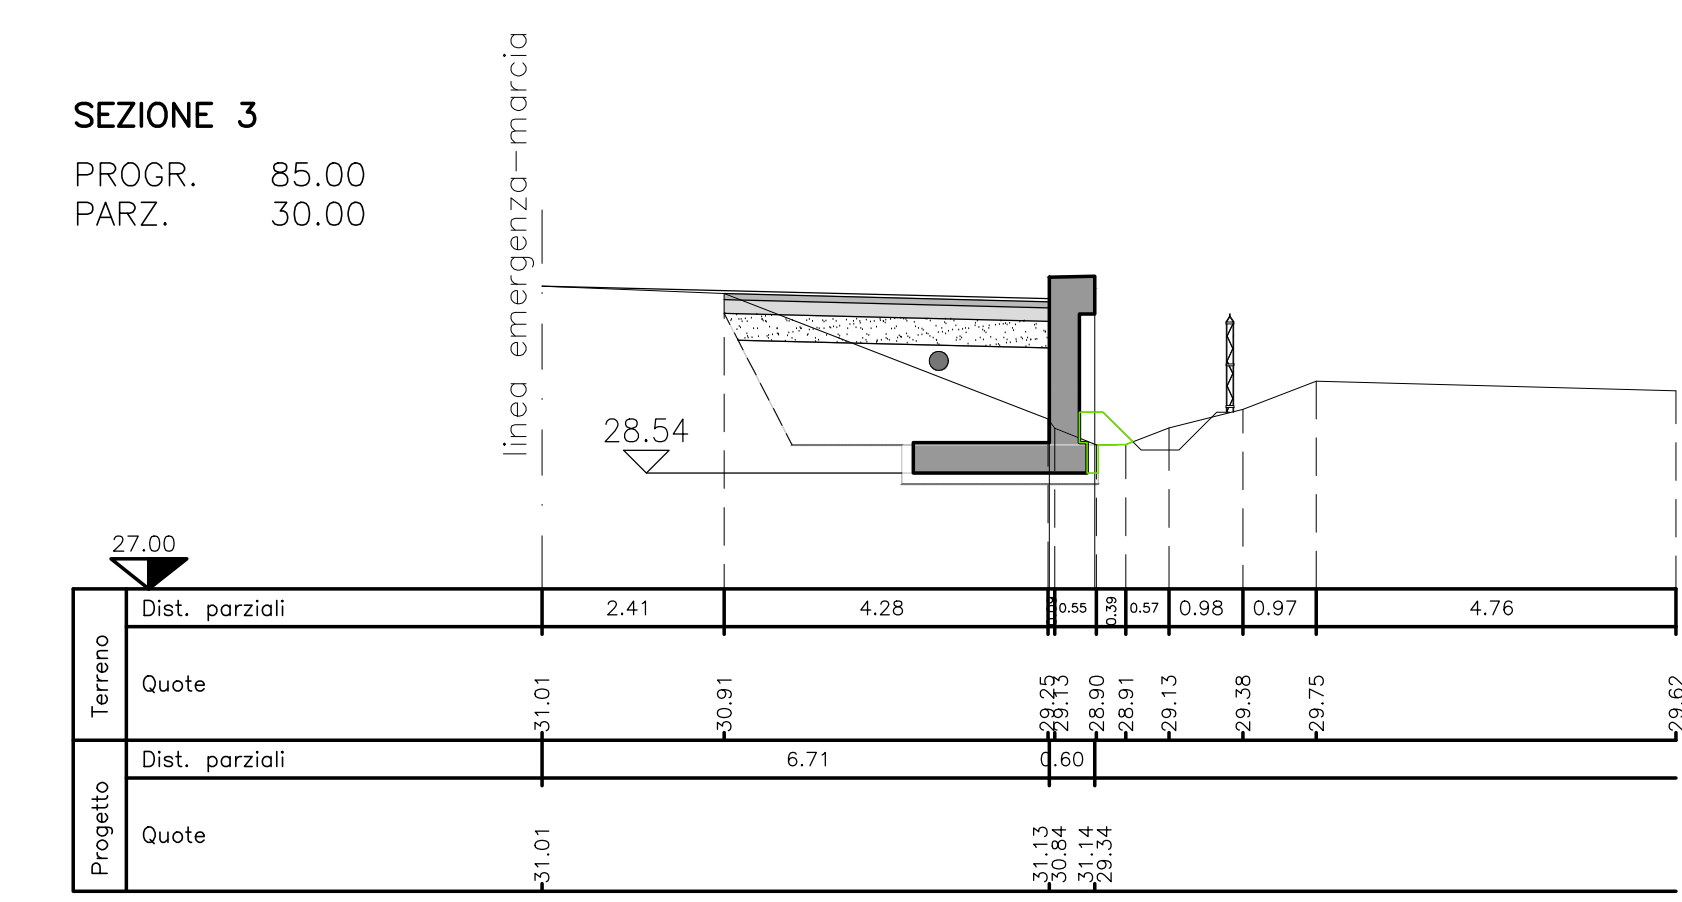 linea emergenza-marcia
SEZIONE 3
PROGR. 85.00
PARZ. 30.00
28.54
27.00
Terreno
Dist. parziali 2.41 4.28 0.55 0.39 0.57 0.98 0.97 4.76
Quote 31.01 30.91 29.25 29.13 28.90 28.91 29.13 29.38 29.75 29.62
Progetto
Dist. parziali 6.71 0.60
Quote 31.01 31.13 30.84 31.14 29.34